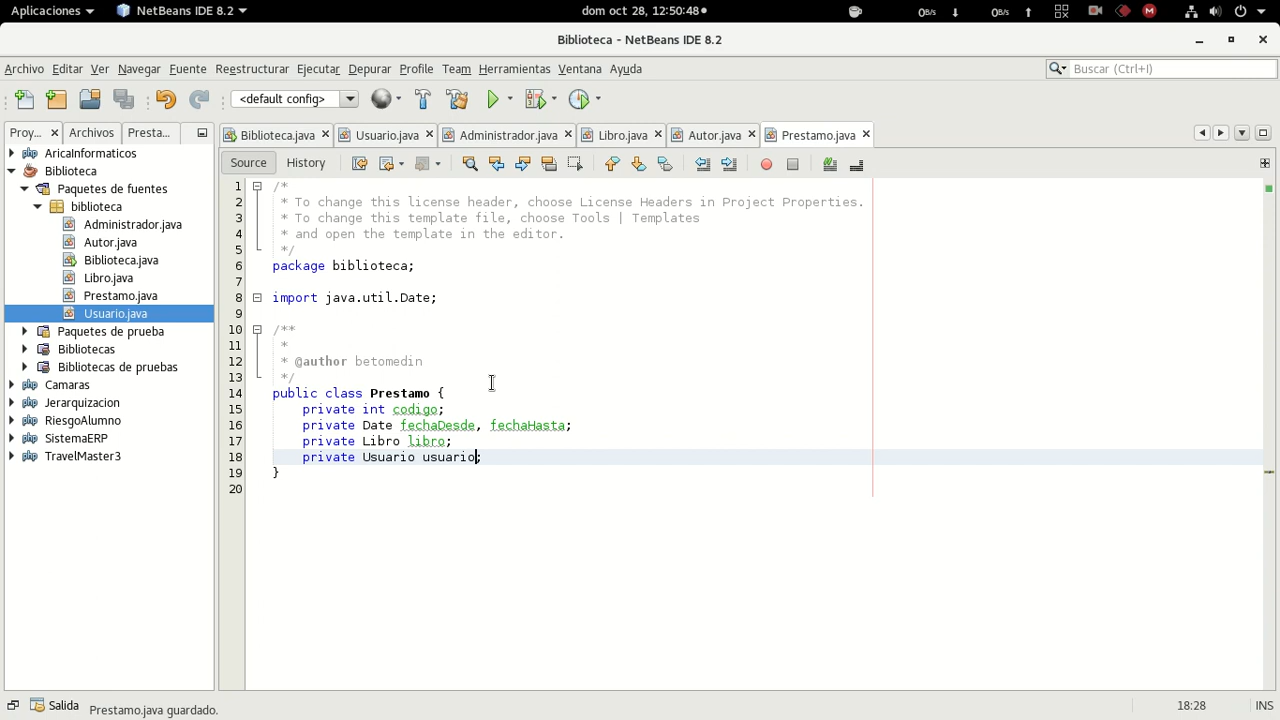 Aplicaciones NetBeans IDE 8.2 dom oct 28, 12:50:48 0B/s 0B/s M
Biblioteca - NetBeans IDE 8.2
Archivo Editar Ver Navegar Fuente Reestructurar Ejecutar Depurar Profile Team Herramientas Ventana Ayuda Buscar (Ctrl+I)
<default config>
Proy... Archivos Presta... Biblioteca.java Usuario.java Administrador.java Libro.java Autor.java Prestamo.java
Source History
AricaInformaticos
Biblioteca
Paquetes de fuentes
biblioteca
Administrador.java
Autor.java
Biblioteca.java
Libro.java
Prestamo.java
Usuario.java
Paquetes de prueba
Bibliotecas
Bibliotecas de pruebas
Camaras
Jerarquizacion
RiesgoAlumno
SistemaERP
TravelMaster3
1 /*
2 * To change this license header, choose License Headers in Project Properties.
3 * To change this template file, choose Tools | Templates
4 * and open the template in the editor.
5 */
6 package biblioteca;
7
8 import java.util.Date;
9
10 /**
11 *
12 * @author betomedin
13 */
14 public class Prestamo {
15 private int codigo;
16 private Date fechaDesde, fechaHasta;
17 private Libro libro;
18 private Usuario usuario;
19 }
20
Salida Prestamo.java guardado. 18:28 INS